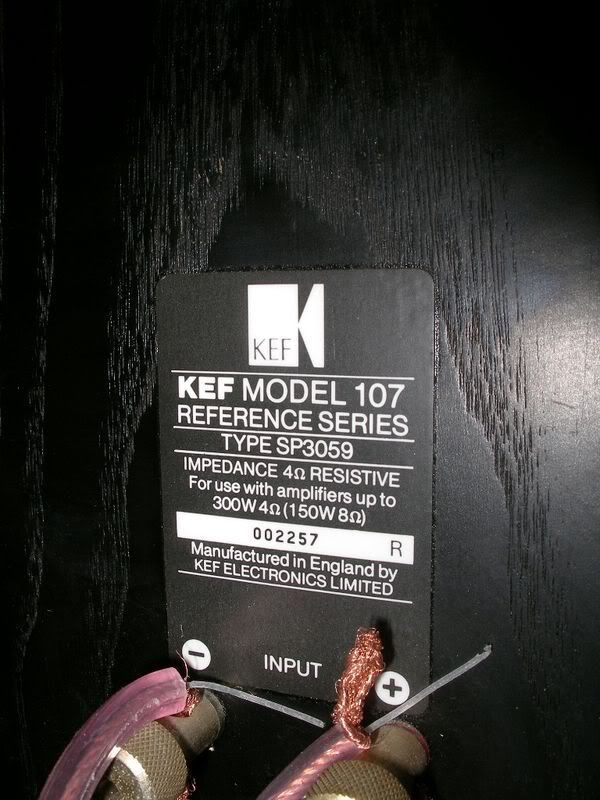 KEF
KEF MODEL 107
REFERENCE SERIES
TYPE SP3059
IMPEDANCE 4Ω RESISTIVE
For use with amplifiers up to
300W 4Ω (150W 8Ω)
002257 R
Manufactured in England by
KEF ELECTRONICS LIMITED
- INPUT +